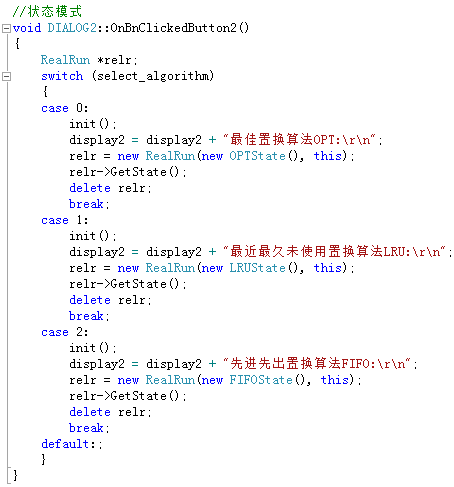 //状态模式
void DIALOG2::OnBnClickedButton2()
{
    RealRun *relr;
    switch (select_algorithm)
    {
    case 0:
        init();
        display2 = display2 + "最佳置换算法OPT:\r\n";
        relr = new RealRun(new OPTState(), this);
        relr->GetState();
        delete relr;
        break;
    case 1:
        init();
        display2 = display2 + "最近最久未使用置换算法LRU:\r\n";
        relr = new RealRun(new LRUState(), this);
        relr->GetState();
        delete relr;
        break;
    case 2:
        init();
        display2 = display2 + "先进先出置换算法FIFO:\r\n";
        relr = new RealRun(new FIFOState(), this);
        relr->GetState();
        delete relr;
        break;
    default:;
    }
}